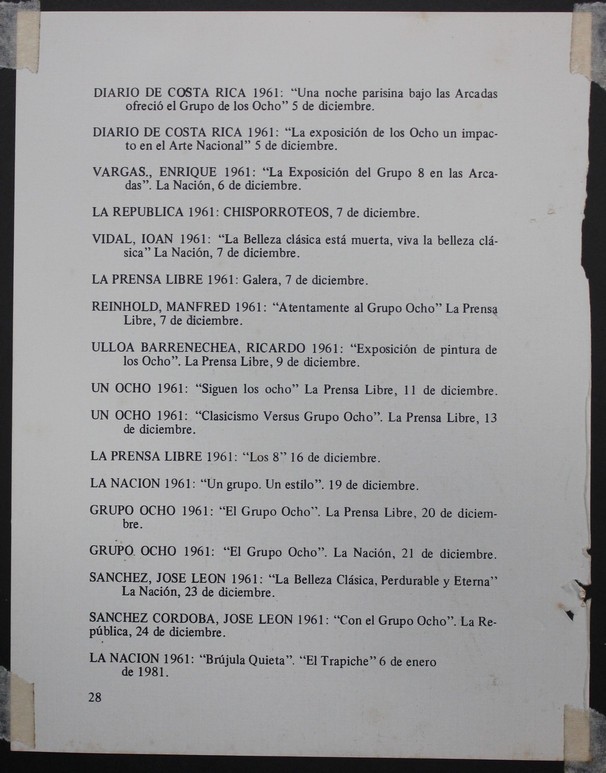 DIARIO DE COSTA RICA 1961: “Una noche parisina bajo las Arcadas
ofreció el Grupo de los Ocho” 5 de diciembre.
DIARIO DE COSTA RICA 1961: “La exposición de los Ocho un impac-
to en el Arte Nacional” 5 de diciembre.
VARGAS., ENRIQUE 1961: “La Exposición del Grupo 8 en las Arca-
das”. La Nación, 6 de diciembre.
LA REPUBLICA 1961: CHISPORROTEOS, 7 de diciembre.
VIDAL, IOAN 1961: “La Belleza clásica está muerta, viva la belleza clá-
sica” La Nación, 7 de diciembre.
LA PRENSA LIBRE 1961: Galera, 7 de diciembre.
REINHOLD, MANFRED 1961: “Atentamente al Grupo Ocho” La Prensa
Libre, 7 de diciembre.
ULLOA BARRENECHEA, RICARDO 1961: “Exposición de pintura de
los Ocho”. La Prensa Libre, 9 de diciembre.
UN OCHO 1961: “Siguen los ocho” La Prensa Libre, 11 de diciembre.
UN OCHO 1961: “Clasicismo Versus Grupo Ocho”. La Prensa Libre, 13
de diciembre.
LA PRENSA LIBRE 1961: “Los 8” 16 de diciembre.
LA NACION 1961: “Un grupo. Un estilo”. 19 de diciembre.
GRUPO OCHO 1961: “El Grupo Ocho”. La Prensa Libre, 20 de diciem-
bre.
GRUPO OCHO 1961: “El Grupo Ocho”. La Nación, 21 de diciembre.
SANCHEZ, JOSE LEON 1961: “La Belleza Clásica, Perdurable y Eterna”
La Nación, 23 de diciembre.
SANCHEZ CORDOBA, JOSE LEON 1961: “Con el Grupo Ocho”. La Re-
pública, 24 de diciembre.
LA NACION 1961: “Brújula Quieta”. “El Trapiche” 6 de enero
de 1981.
28